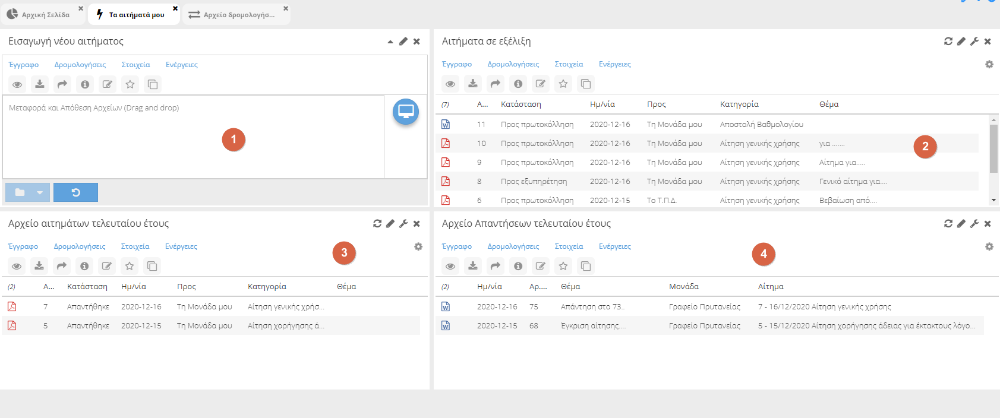 Αρχική Σελίδα
Τα αιτήματά μου
Αρχείο δρομολογήσ...
Εισαγωγή νέου αιτήματος
Έγγραφο Δρομολογήσεις Στοιχεία Ενέργειες
Μεταφορά και Απόθεση Αρχείων (Drag and drop)
1
Αιτήματα σε εξέλιξη
Έγγραφο Δρομολογήσεις Στοιχεία Ενέργειες
(7) Α... Κατάσταση Ημ/νία Προς Κατηγορία Θέμα
11 Προς πρωτοκόλληση 2020-12-16 Τη Μονάδα μου Αποστολή Βαθμολογίου
10 Προς πρωτοκόλληση 2020-12-16 Τη Μονάδα μου Αίτηση γενικής χρήσης για .......
2
9 Προς πρωτοκόλληση 2020-12-16 Τη Μονάδα μου Αίτηση γενικής χρήσης Αίτημα για.....
8 Προς εξυπηρέτηση 2020-12-16 Τη Μονάδα μου Αίτηση γενικής χρήσης Γενικό αίτημα για....
6 Προς πρωτοκόλληση 2020-12-15 Το Τ.Π.Δ. Αίτηση γενικής χρήσης Βεβαίωση από....
Αρχείο αιτημάτων τελευταίου έτους
Έγγραφο Δρομολογήσεις Στοιχεία Ενέργειες
3
(2) Α... Κατάσταση Ημ/νία Προς Κατηγορία Θέμα
7 Απαντήθηκε 2020-12-16 Τη Μονάδα μου Αίτηση γενικής χρήσ...
5 Απαντήθηκε 2020-12-15 Τη Μονάδα μου Αίτηση χορήγησης ά...
Αρχείο Απαντήσεων τελευταίου έτους
Έγγραφο Δρομολογήσεις Στοιχεία Ενέργειες
4
(2) Ημ/νία Αρ.... Θέμα Μονάδα Αίτημα
2020-12-16 75 Απάντηση στο 73.. Γραφείο Πρυτανείας 7 - 16/12/2020 Αίτηση γενικής χρήσης
2020-12-15 68 Έγκριση αίτησης.... Γραφείο Πρυτανείας 5 - 15/12/2020 Αίτηση χορήγησης άδειας για έκτακτους λόγο...